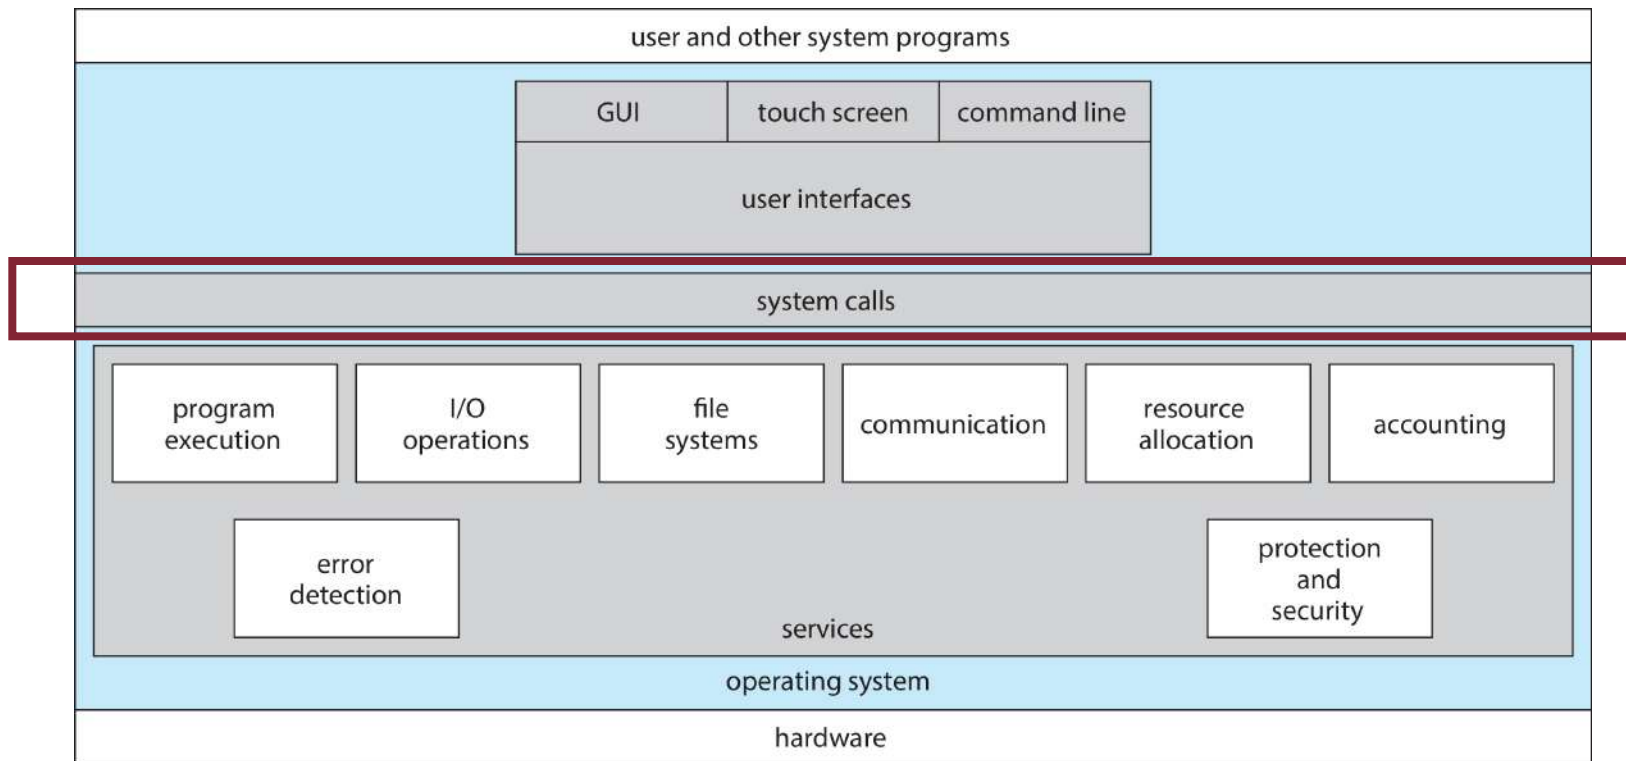 user and other system programs
GUI
touch screen
command line
user interfaces
system calls
program
execution
I/O
operations
file
systems
communication
resource
allocation
accounting
error
detection
protection
and
security
services
operating system
hardware